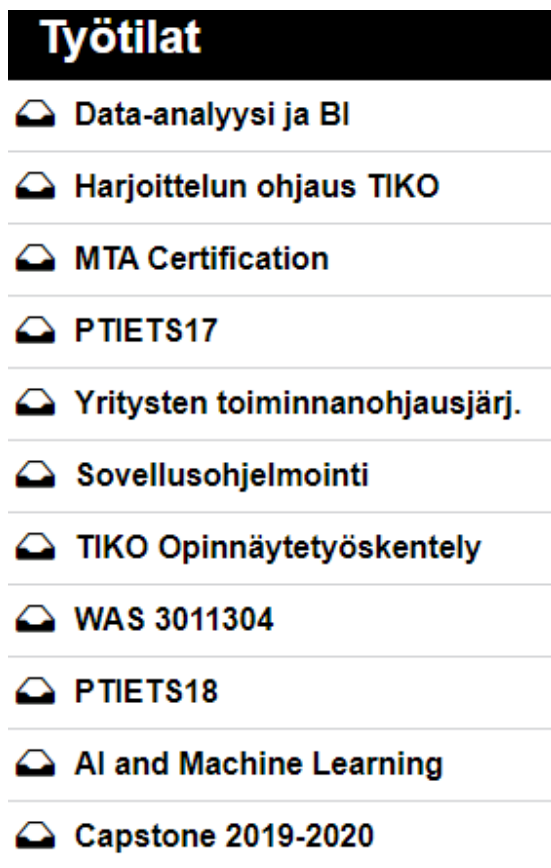 Työtilat
Data-analyysi ja BI
Harjoittelun ohjaus TIKO
MTA Certification
PTIETS17
Yritysten toiminnanohjausjärj.
Sovellusohjelmointi
TIKO Opinnäytetyöskentely
WAS 3011304
PTIETS18
AI and Machine Learning
Capstone 2019-2020